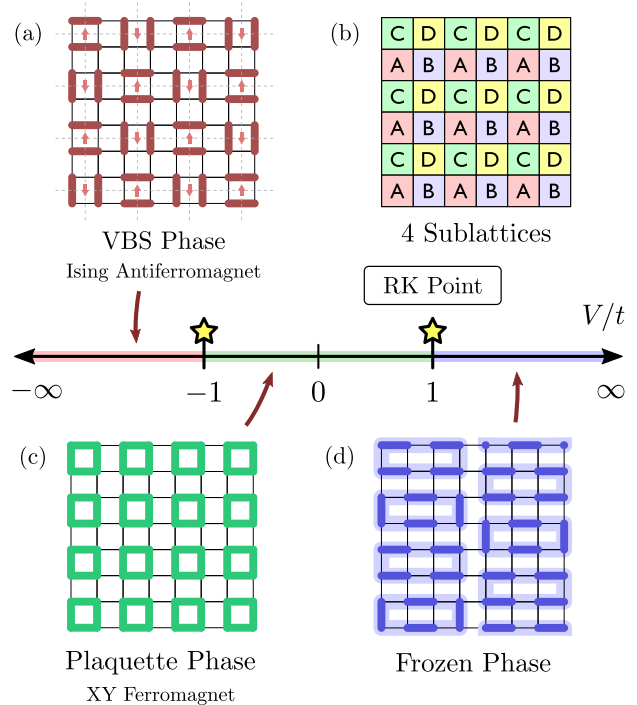 (a)
(b)
C D C D C D
A B A B A B
C D C D C D
A B A B A B
C D C D C D
A B A B A B
VBS Phase
Ising Antiferromagnet
4 Sublattices
RK Point
V/t
−∞
−1
0
1
∞
(c)
(d)
Plaquette Phase
XY Ferromagnet
Frozen Phase